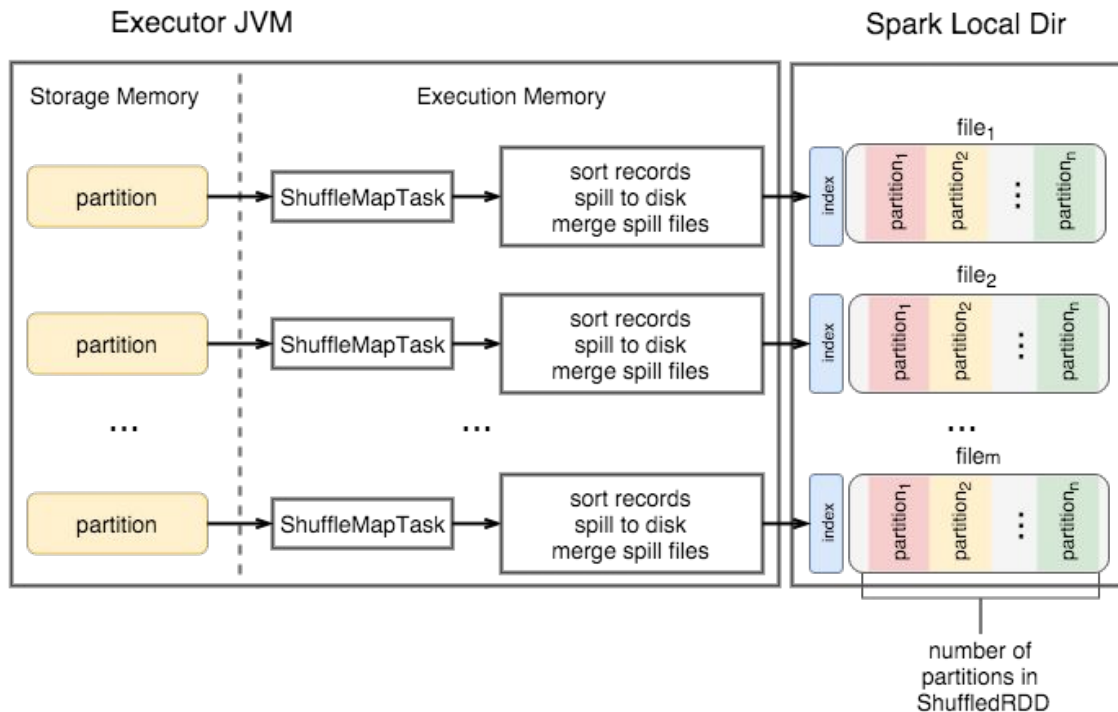 Executor JVM
Spark Local Dir
Storage Memory
Execution Memory
partition
ShuffleMapTask
sort records
spill to disk
merge spill files
index
file₁
partition₁
partition₂
...
partitionₙ
partition
ShuffleMapTask
sort records
spill to disk
merge spill files
index
file₂
partition₁
partition₂
...
partitionₙ
...
...
...
partition
ShuffleMapTask
sort records
spill to disk
merge spill files
index
fileₘ
partition₁
partition₂
...
partitionₙ
number of
partitions in
ShuffledRDD